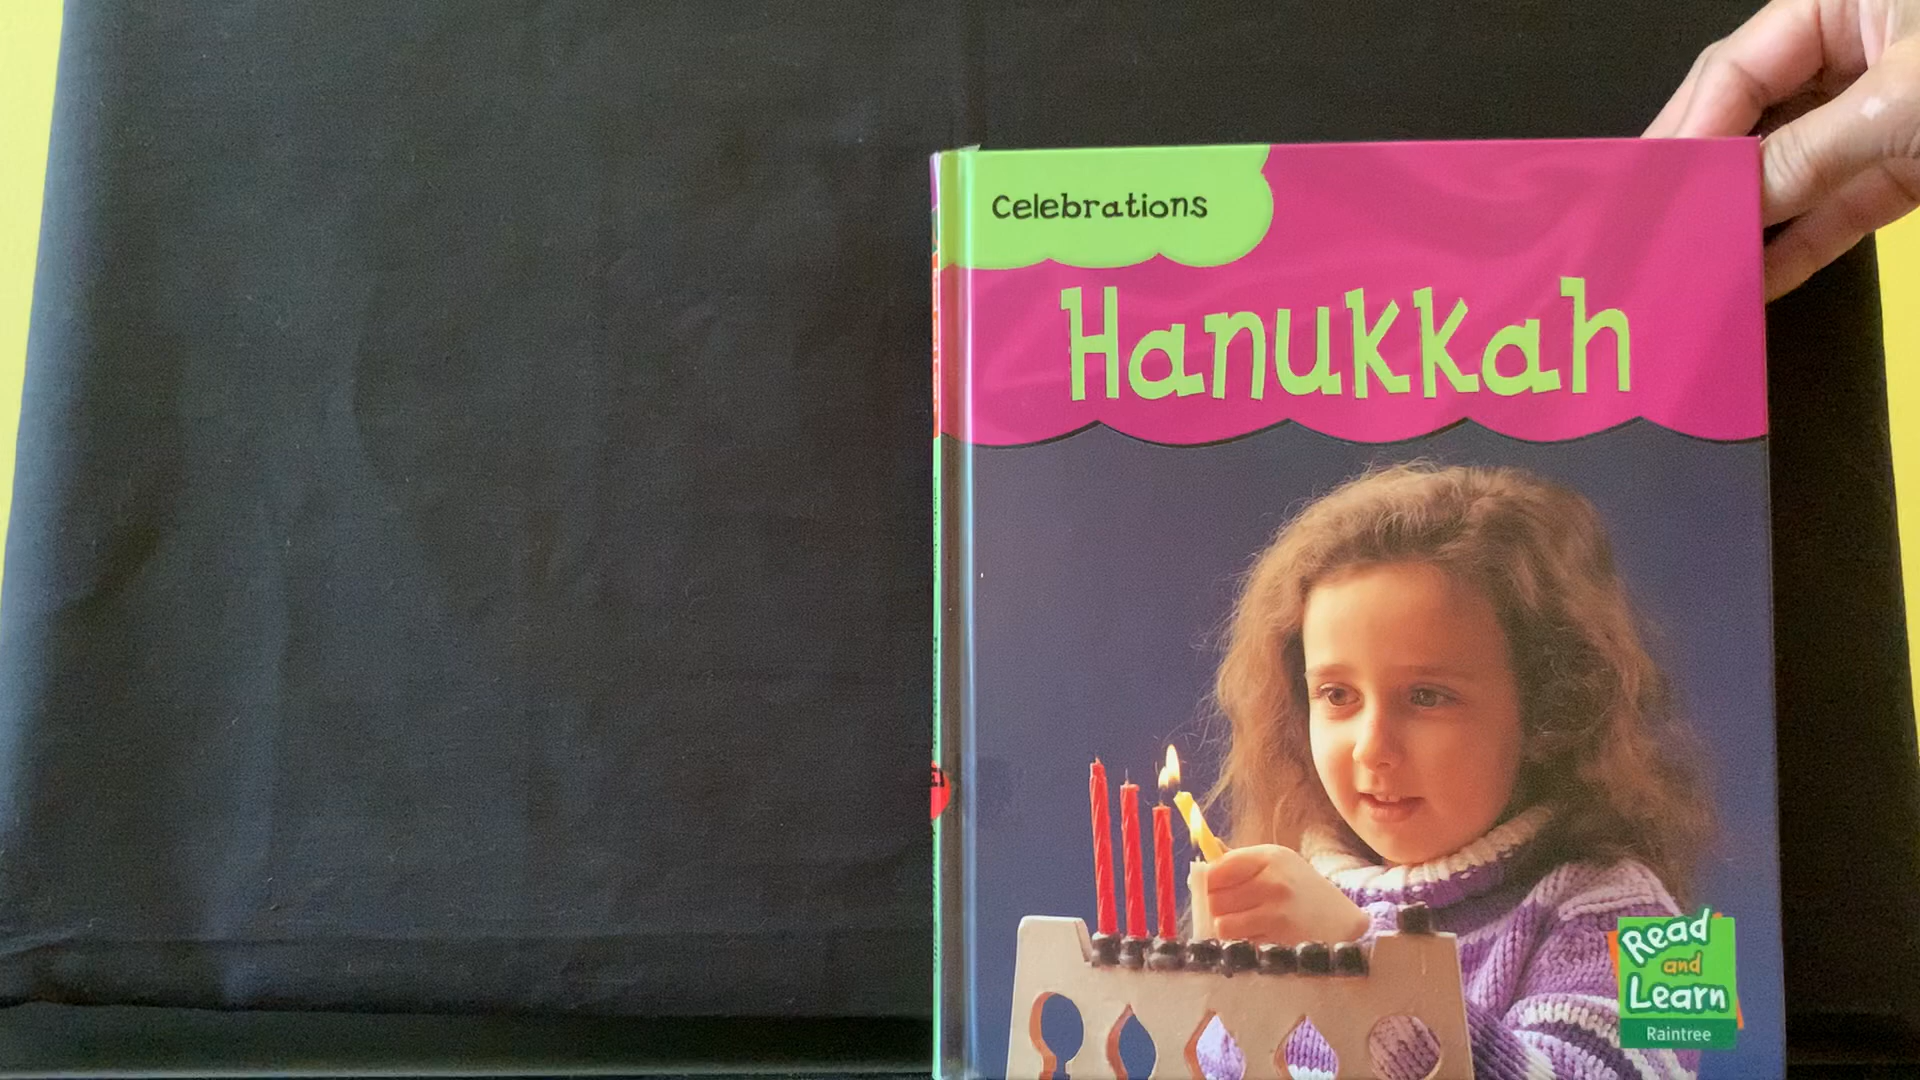 Celebrations
Hanukkah
Read
and
Learn
Raintree